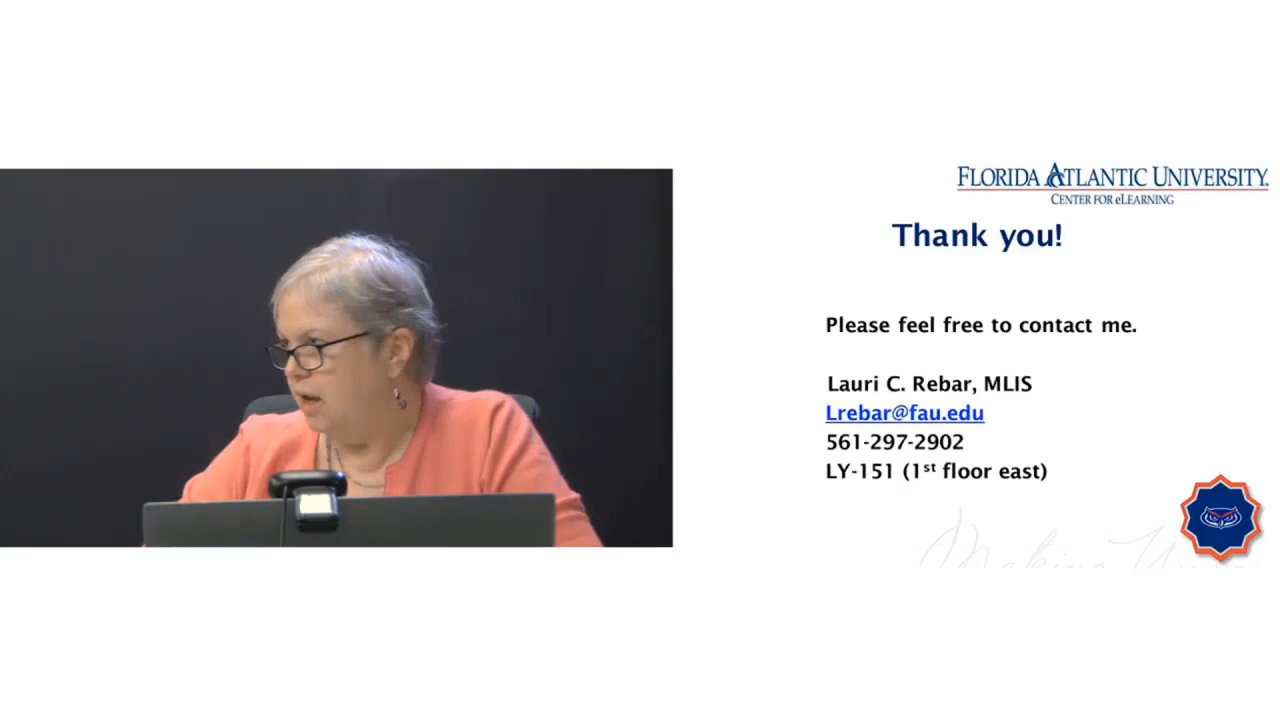 FLORIDA ATLANTIC UNIVERSITY
CENTER FOR eLEARNING
Thank you!
Please feel free to contact me.
Lauri C. Rebar, MLIS
Lrebar@fau.edu
561-297-2902
LY-151 (1st floor east)
Making